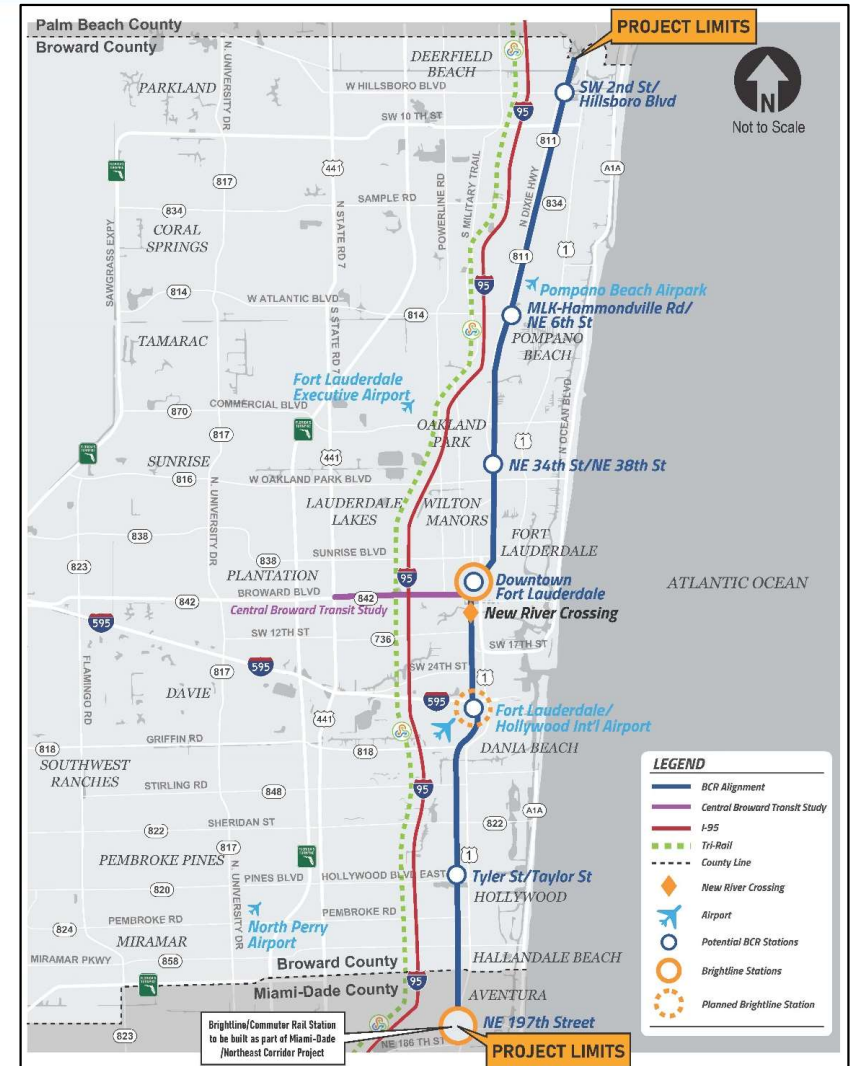 Palm Beach County
Broward County
PROJECT LIMITS
N
Not to Scale
PARKLAND
N UNIVERSITY DR
DEERFIELD
BEACH
W HILLSBORO BLVD
SW 2nd St/
Hillsboro Blvd
SW 10 TH ST
95
811
A1A
441
817
S MILITARY TRAIL
N DIXIE HWY
POWERLINE RD
N STATE RD 7
SAMPLE RD
834
834
CORAL
SPRINGS
SAWGRASS EXPY
811
1
95
Pompano Beach Airpark
814
W ATLANTIC BLVD
814
MLK-Hammondville Rd/
NE 6th St
POMPANO
BEACH
S STATE RD 7
TAMARAC
Fort Lauderdale
Executive Airport
N OCEAN BLVD
870
COMMERCIAL BLVD
817
OAKLAND
PARK
1
441
SUNRISE
816
W OAKLAND PARK BLVD
NE 34th St/NE 38th St
N UNIVERSITY DR
LAUDERDALE
LAKES
WILTON
MANORS
838
FORT
LAUDERDALE
SUNRISE BLVD
838
823
PLANTATION
95
Downtown
Fort Lauderdale
ATLANTIC OCEAN
842
BROWARD BLVD
842
Central Broward Transit Study
New River Crossing
595
SW 12TH ST
736
SW 17TH ST
FLAMINGO RD
817
595
SW 24TH ST
1
DAVIE
441
595
Fort Lauderdale/
Hollywood Int'l Airport
GRIFFIN RD
818
818
DANIA BEACH
SOUTHWEST
RANCHES
STIRLING RD
848
95
A1A
SHERIDAN ST
822
822
817
PEMBROKE PINES
1
PINES BLVD
HOLLYWOOD BLVD EAST
Tyler St/Taylor St
820
HOLLYWOOD
N. UNIVERSITY DR
PEMBROKE RD
PEMBROKE RD
824
North Perry
Airport
MIRAMAR
MIRAMAR PKWY
858
Broward County
HALLANDALE BEACH
95
Miami-Dade County
AVENTURA
NE 197th Street
823
Brightline/Commuter Rail Station
to be built as part of Miami-Dade
/Northeast Corridor Project
NE 186 TH ST
PROJECT LIMITS
LEGEND
BCR Alignment
Central Broward Transit Study
I-95
Tri-Rail
County Line
New River Crossing
Airport
Potential BCR Stations
Brightline Stations
Planned Brightline Station